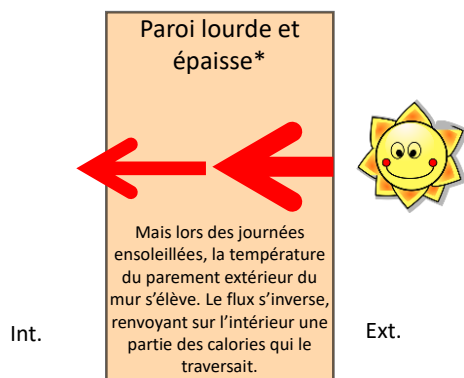 Paroi lourde et
épaisse*
Mais lors des journées
ensoleillées, la température
du parement extérieur du
mur s’élève. Le flux s’inverse,
renvoyant sur l’intérieur une
partie des calories qui le
traversait.
Int.
Ext.